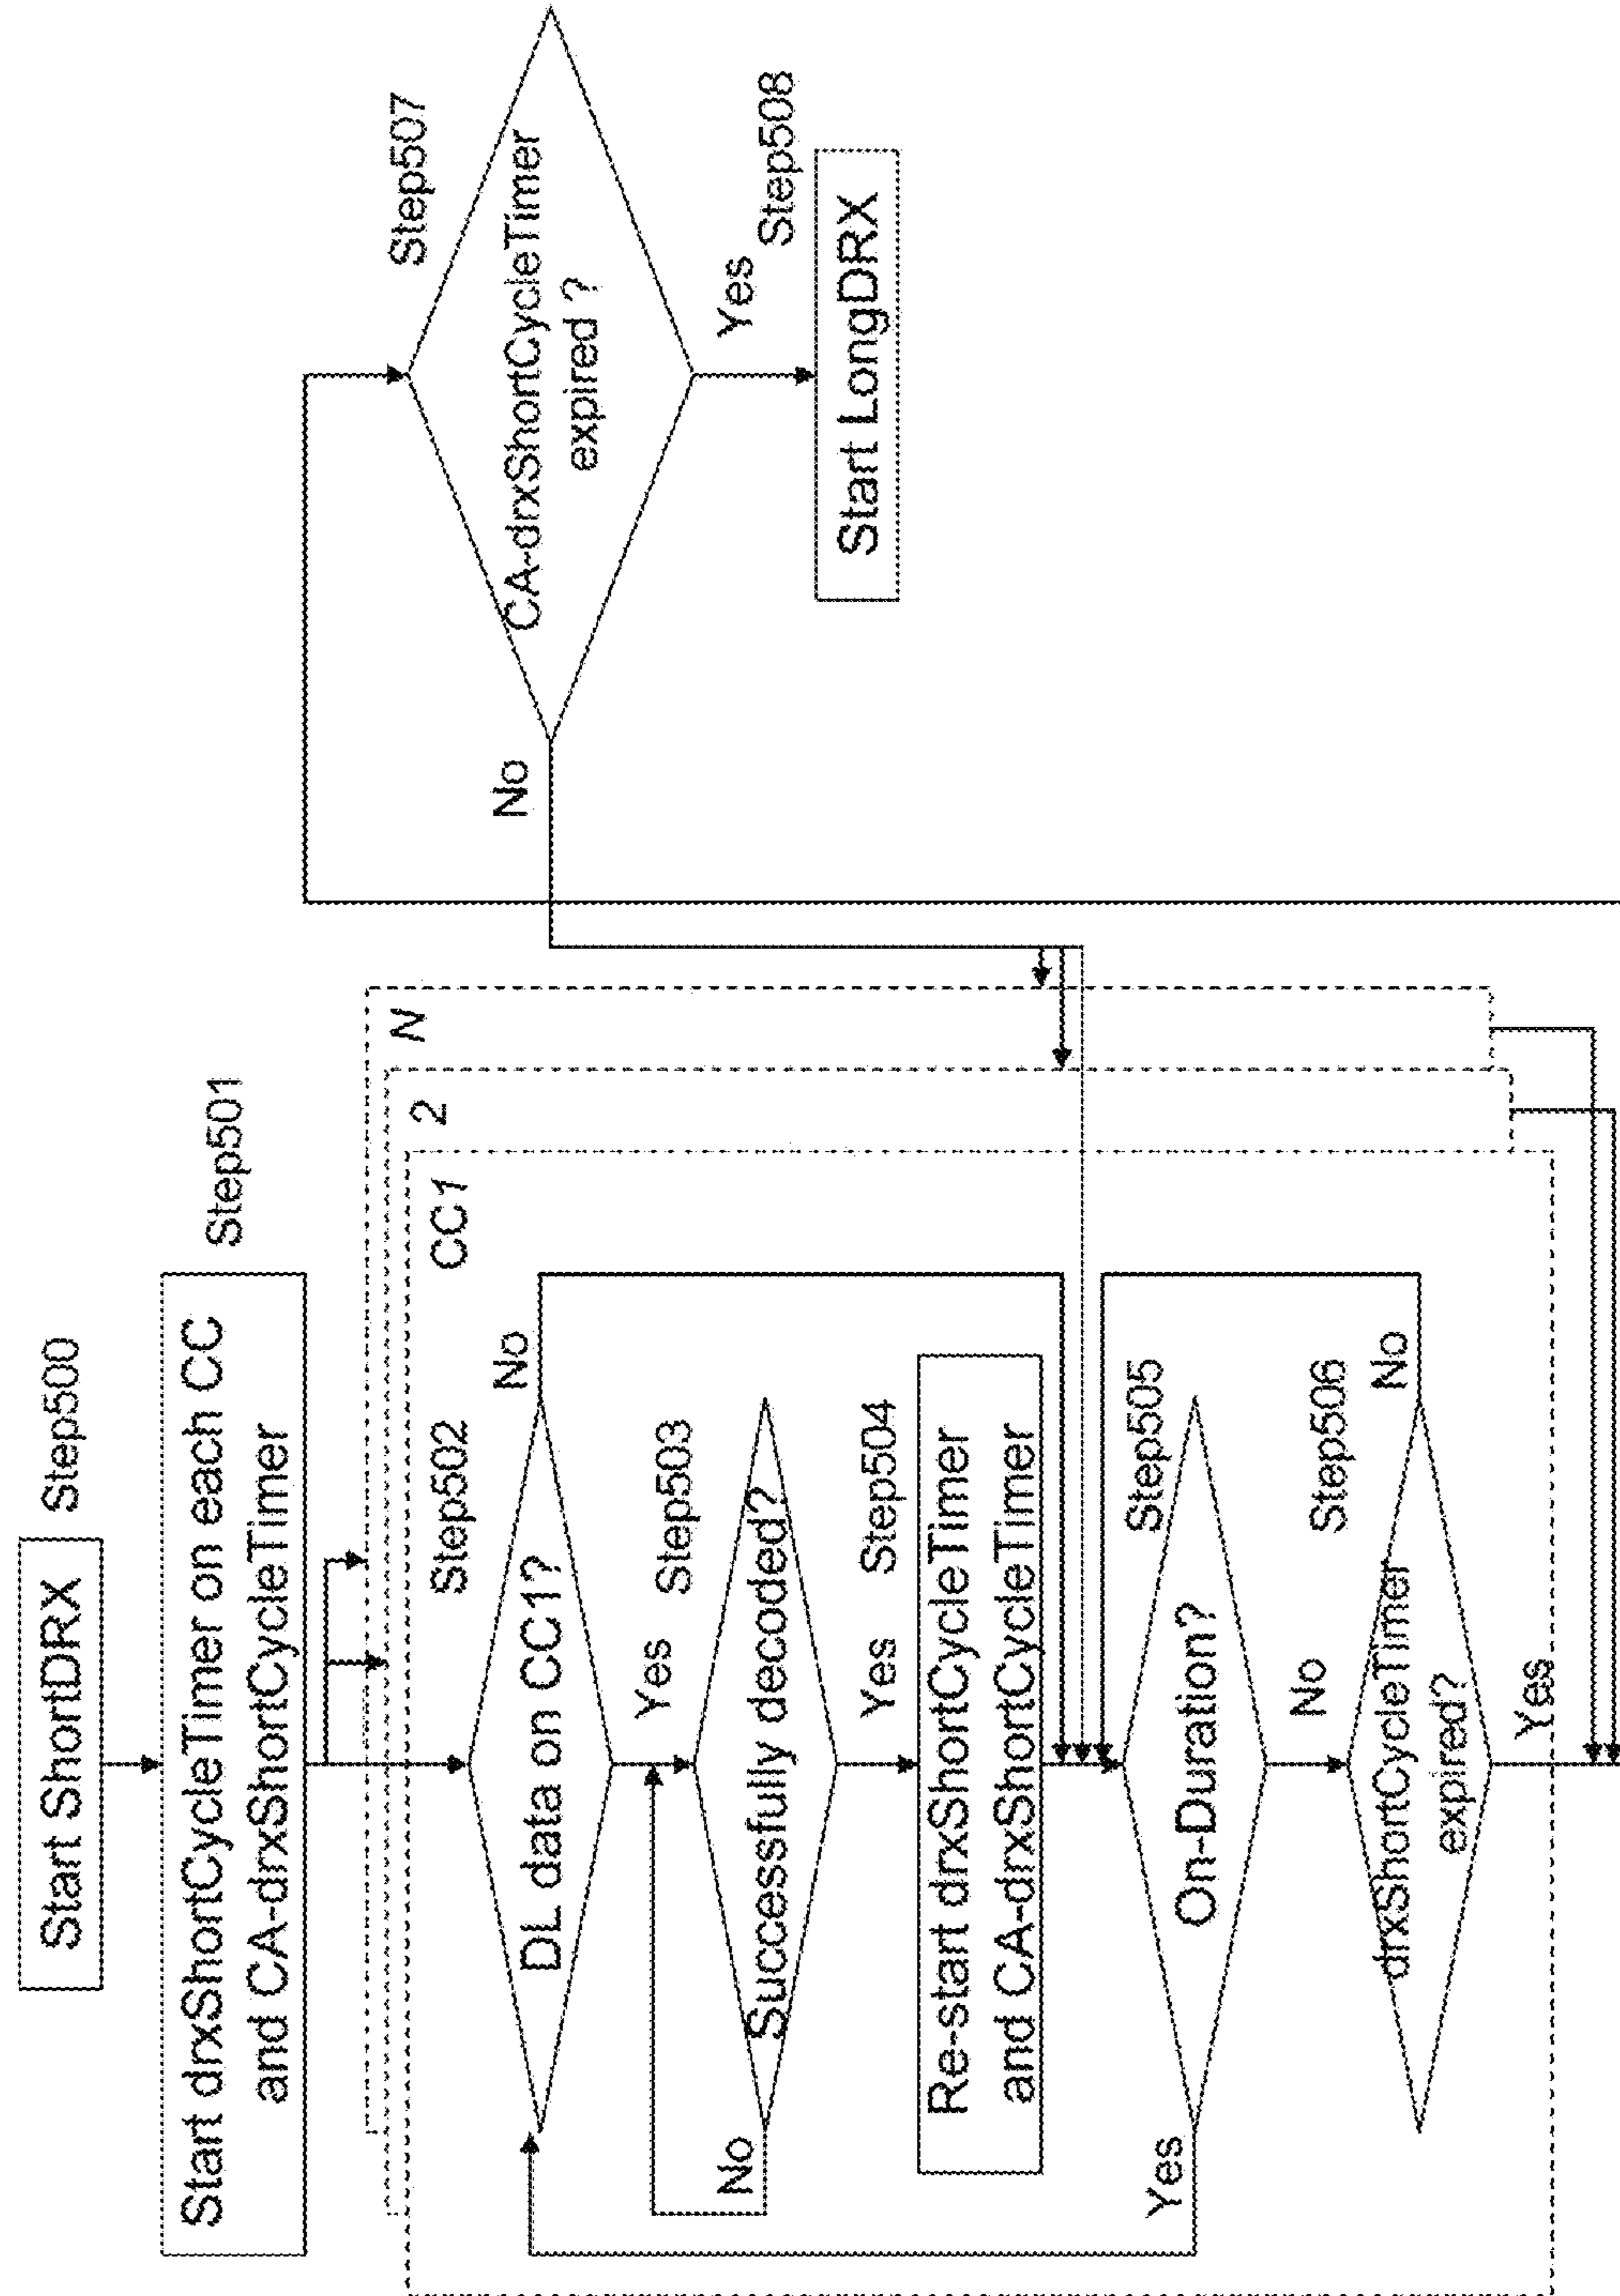 Start ShortDRX
Step500
Start drxShortCycleTimer on each CC
and CA-drxShortCycleTimer
Step501
N
2
CC1
Step502
DL data on CC1?
No
Yes
Step503
Successfully decoded?
No
Yes
Step504
Re-start drxShortCycleTimer
and CA-drxShortCycleTimer
Step505
On-Duration?
Yes
No
Step506
drxShortCycleTimer
expired?
No
Yes
Step507
CA-drxShortCycleTimer
expired ?
No
Yes
Step508
Start LongDRX